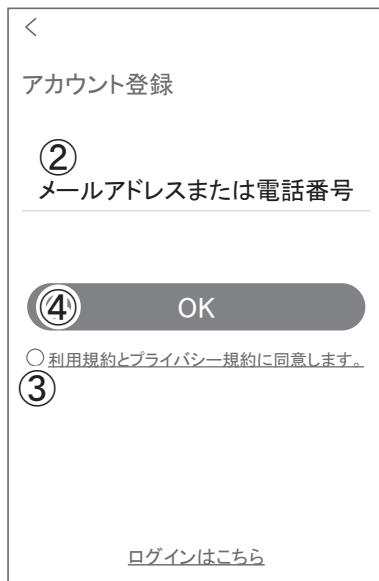 <
アカウント登録
②
メールアドレスまたは電話番号
④ OK
○利用規約とプライバシー規約に同意します。
③
ログインはこちら